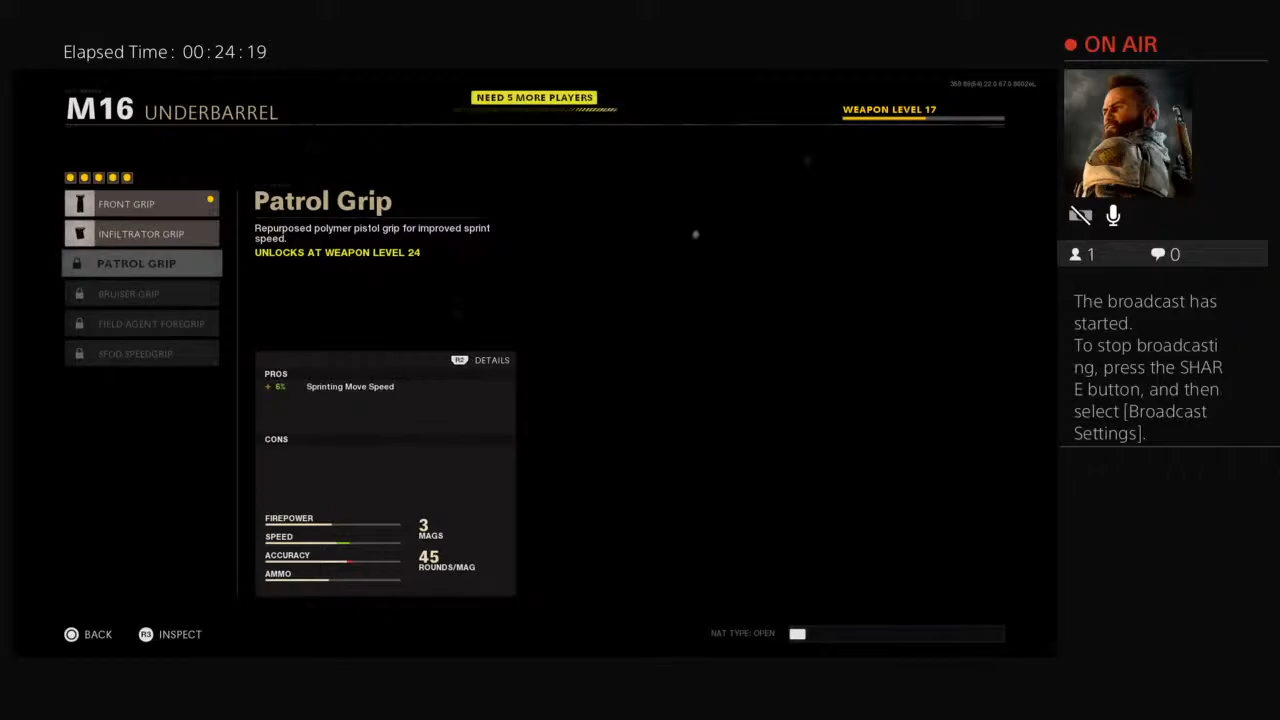 Elapsed Time: 00:24:19
ON AIR
M16 UNDERBARREL
NEED 5 MORE PLAYERS
WEAPON LEVEL 17
FRONT GRIP
INFILTRATOR GRIP
PATROL GRIP
BRUISER GRIP
FIELD AGENT FOREGRIP
SFOD SPEEDGRIP
Patrol Grip
Repurposed polymer pistol grip for improved sprint
speed.
UNLOCKS AT WEAPON LEVEL 24
R2 DETAILS
PROS
+ 6% Sprinting Move Speed
CONS
FIREPOWER
SPEED
ACCURACY
AMMO
3
MAGS
45
ROUNDS/MAG
BACK
R3 INSPECT
NAT TYPE: OPEN
1
0
The broadcast has
started.
To stop broadcasti
ng, press the SHAR
E button, and then
select [Broadcast
Settings].